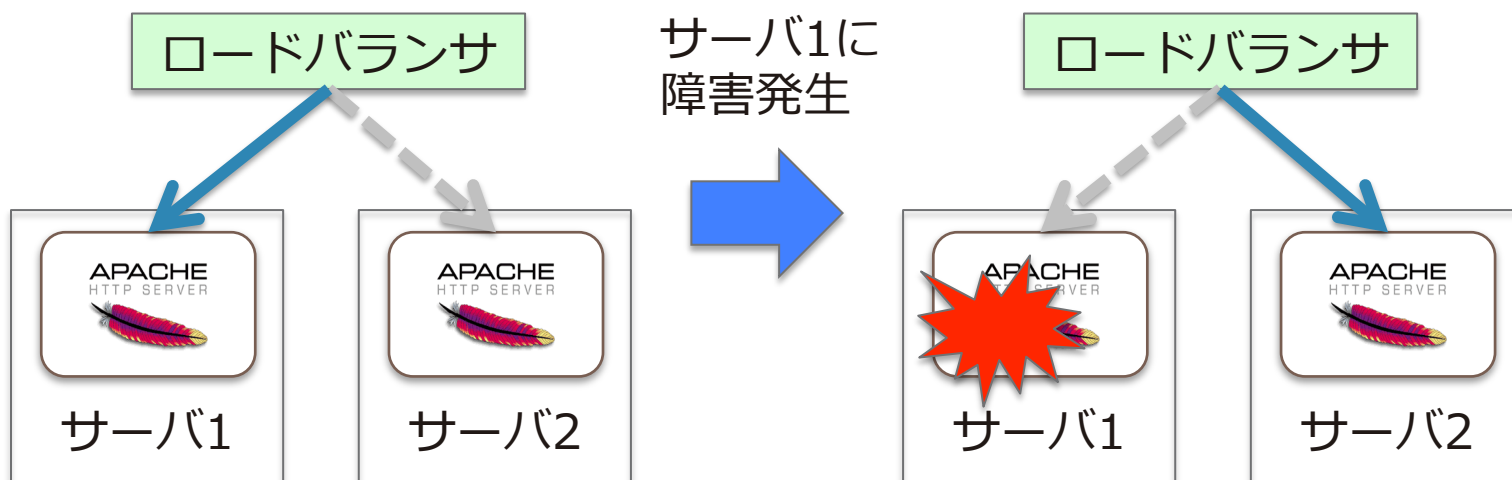 ロードバランサ
APACHE
HTTP SERVER
サーバ1
APACHE
HTTP SERVER
サーバ2
サーバ1に
障害発生
ロードバランサ
APACHE
サーバ1
APACHE
HTTP SERVER
サーバ2